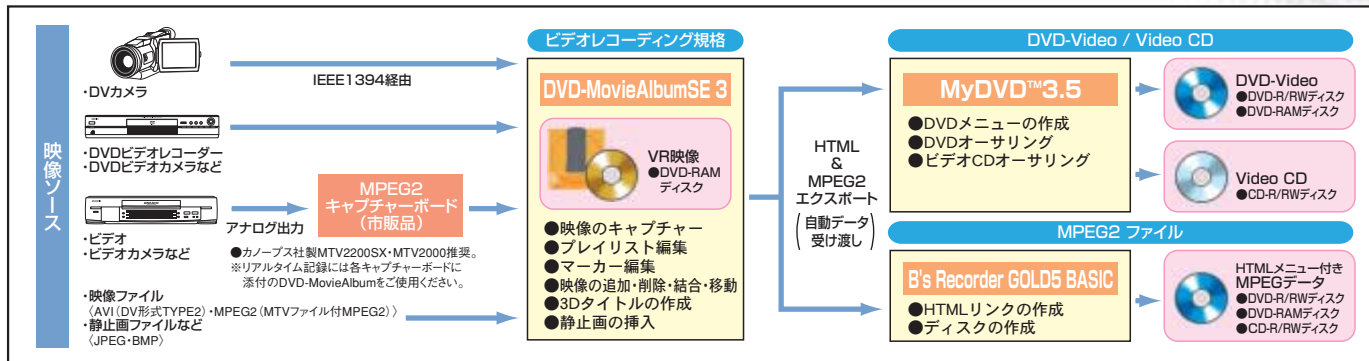 映像ソース
・DVカメラ
IEEE1394経由
・DVDビデオレコーダー
・DVDビデオカメラなど
・ビデオ
・ビデオカメラなど
アナログ出力
MPEG2
キャプチャーボード
（市販品）
●カノープス社製MTV2200SX・MTV2000推奨。
※リアルタイム記録には各キャプチャーボードに
添付のDVD-MovieAlbumをご使用ください。
・映像ファイル
〈AVI（DV形式TYPE2）・MPEG2（MTVファイル付MPEG2）〉
・静止画ファイルなど
〈JPEG・BMP〉
ビデオレコーディング規格
DVD-MovieAlbumSE 3
VR映像
●DVD-RAM
ディスク
●映像のキャプチャー
●プレイリスト編集
●マーカー編集
●映像の追加・削除・結合・移動
●3Dタイトルの作成
●静止画の挿入
HTML
&
MPEG2
エクスポート
（自動データ
受け渡し）
DVD-Video / Video CD
MyDVD™3.5
●DVDメニューの作成
●DVDオーサリング
●ビデオCDオーサリング
DVD-Video
●DVD-R/RWディスク
●DVD-RAMディスク
Video CD
●CD-R/RWディスク
MPEG2 ファイル
B's Recorder GOLD5 BASIC
●HTMLリンクの作成
●ディスクの作成
HTMLメニュー付き
MPEGデータ
●DVD-R/RWディスク
●DVD-RAMディスク
●CD-R/RWディスク